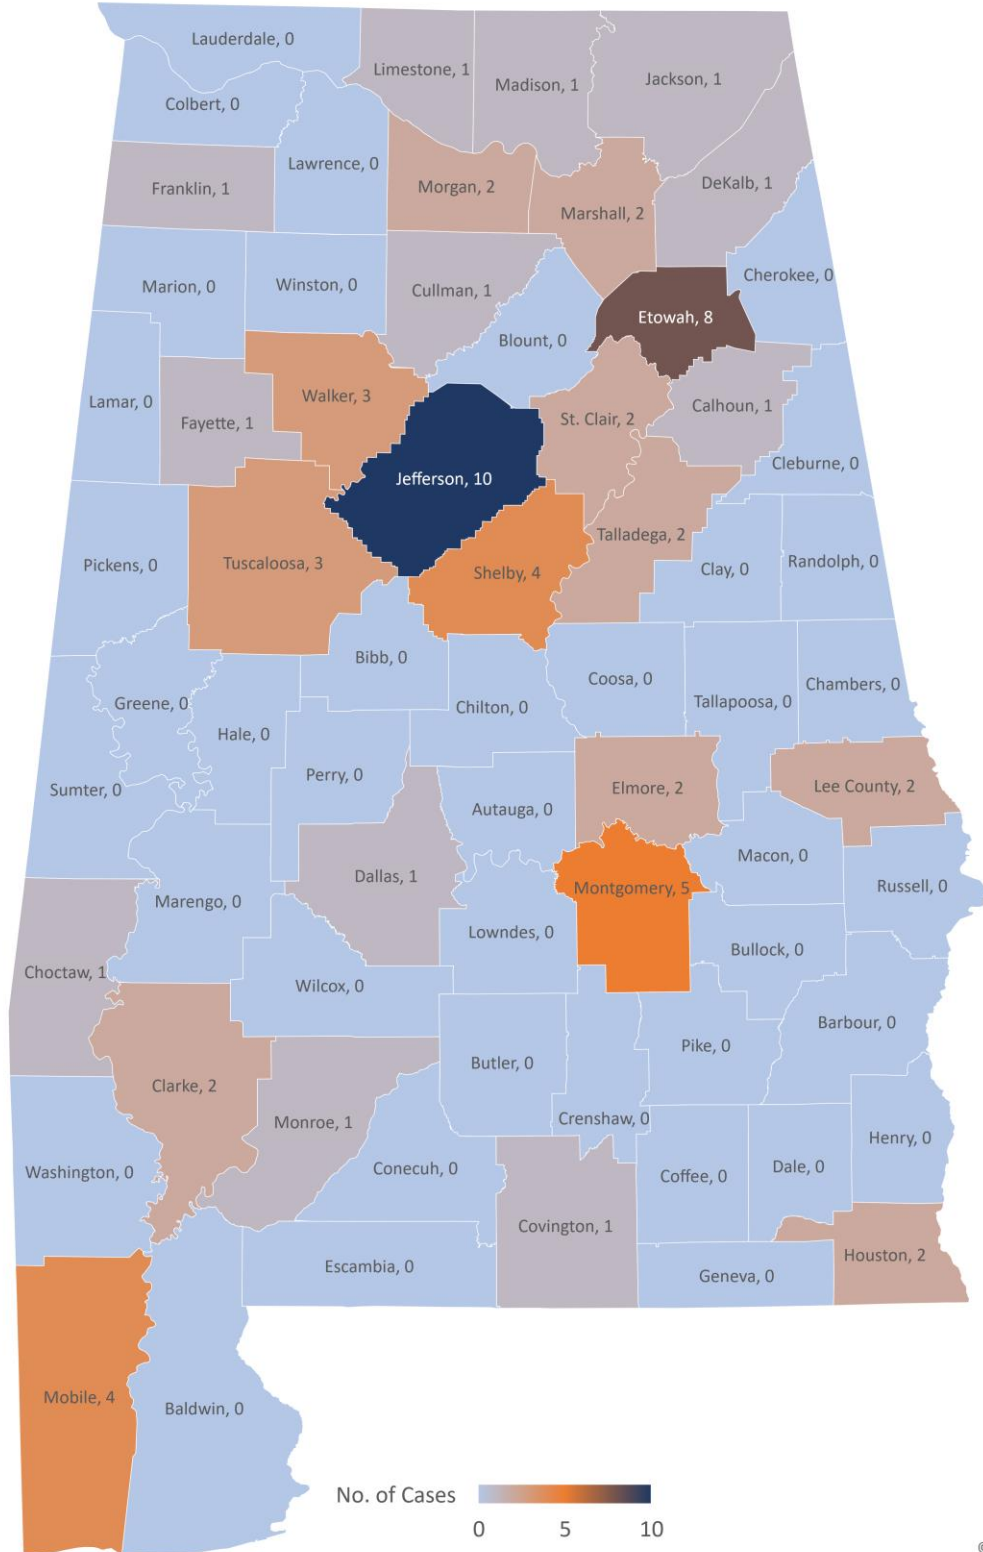 Lauderdale, 0
Limestone, 1
Madison, 1
Jackson, 1
Colbert, 0
Lawrence, 0
Franklin, 1
Morgan, 2
DeKalb, 1
Marshall, 2
Cherokee, 0
Marion, 0
Winston, 0
Cullman, 1
Etowah, 8
Blount, 0
Lamar, 0
Walker, 3
Calhoun, 1
St. Clair, 2
Fayette, 1
Cleburne, 0
Jefferson, 10
Talladega, 2
Pickens, 0
Tuscaloosa, 3
Shelby, 4
Clay, 0
Randolph, 0
Bibb, 0
Coosa, 0
Chambers, 0
Greene, 0
Chilton, 0
Tallapoosa, 0
Hale, 0
Perry, 0
Sumter, 0
Autauga, 0
Elmore, 2
Lee County, 2
Macon, 0
Dallas, 1
Montgomery, 5
Russell, 0
Marengo, 0
Lowndes, 0
Bullock, 0
Choctaw, 1
Wilcox, 0
Barbour, 0
Pike, 0
Butler, 0
Clarke, 2
Monroe, 1
Crenshaw, 0
Henry, 0
Washington, 0
Conecuh, 0
Coffee, 0
Dale, 0
Covington, 1
Houston, 2
Escambia, 0
Geneva, 0
Mobile, 4
Baldwin, 0
No. of Cases
0 5 10